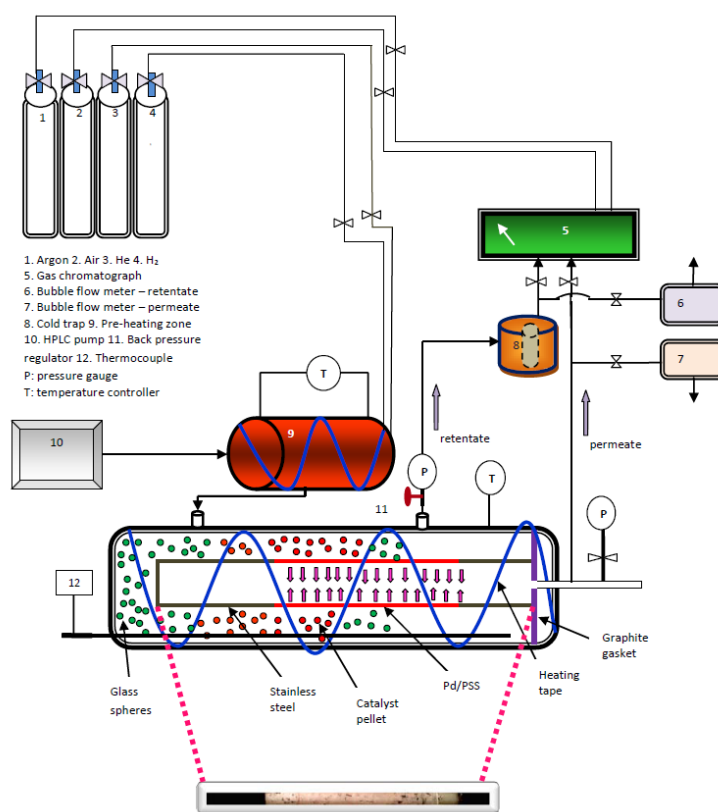 1
2
3
4
1. Argon 2. Air 3. He 4. H₂
5. Gas chromatograph
6. Bubble flow meter – retentate
7. Bubble flow meter – permeate
8. Cold trap 9. Pre-heating zone
10. HPLC pump 11. Back pressure
regulator 12. Thermocouple
P: pressure gauge
T: temperature controller
5
6
7
8
T
9
10
retentate
permeate
P
T
P
11
12
Glass
spheres
Stainless
steel
Catalyst
pellet
Pd/PSS
Heating
tape
Graphite
gasket